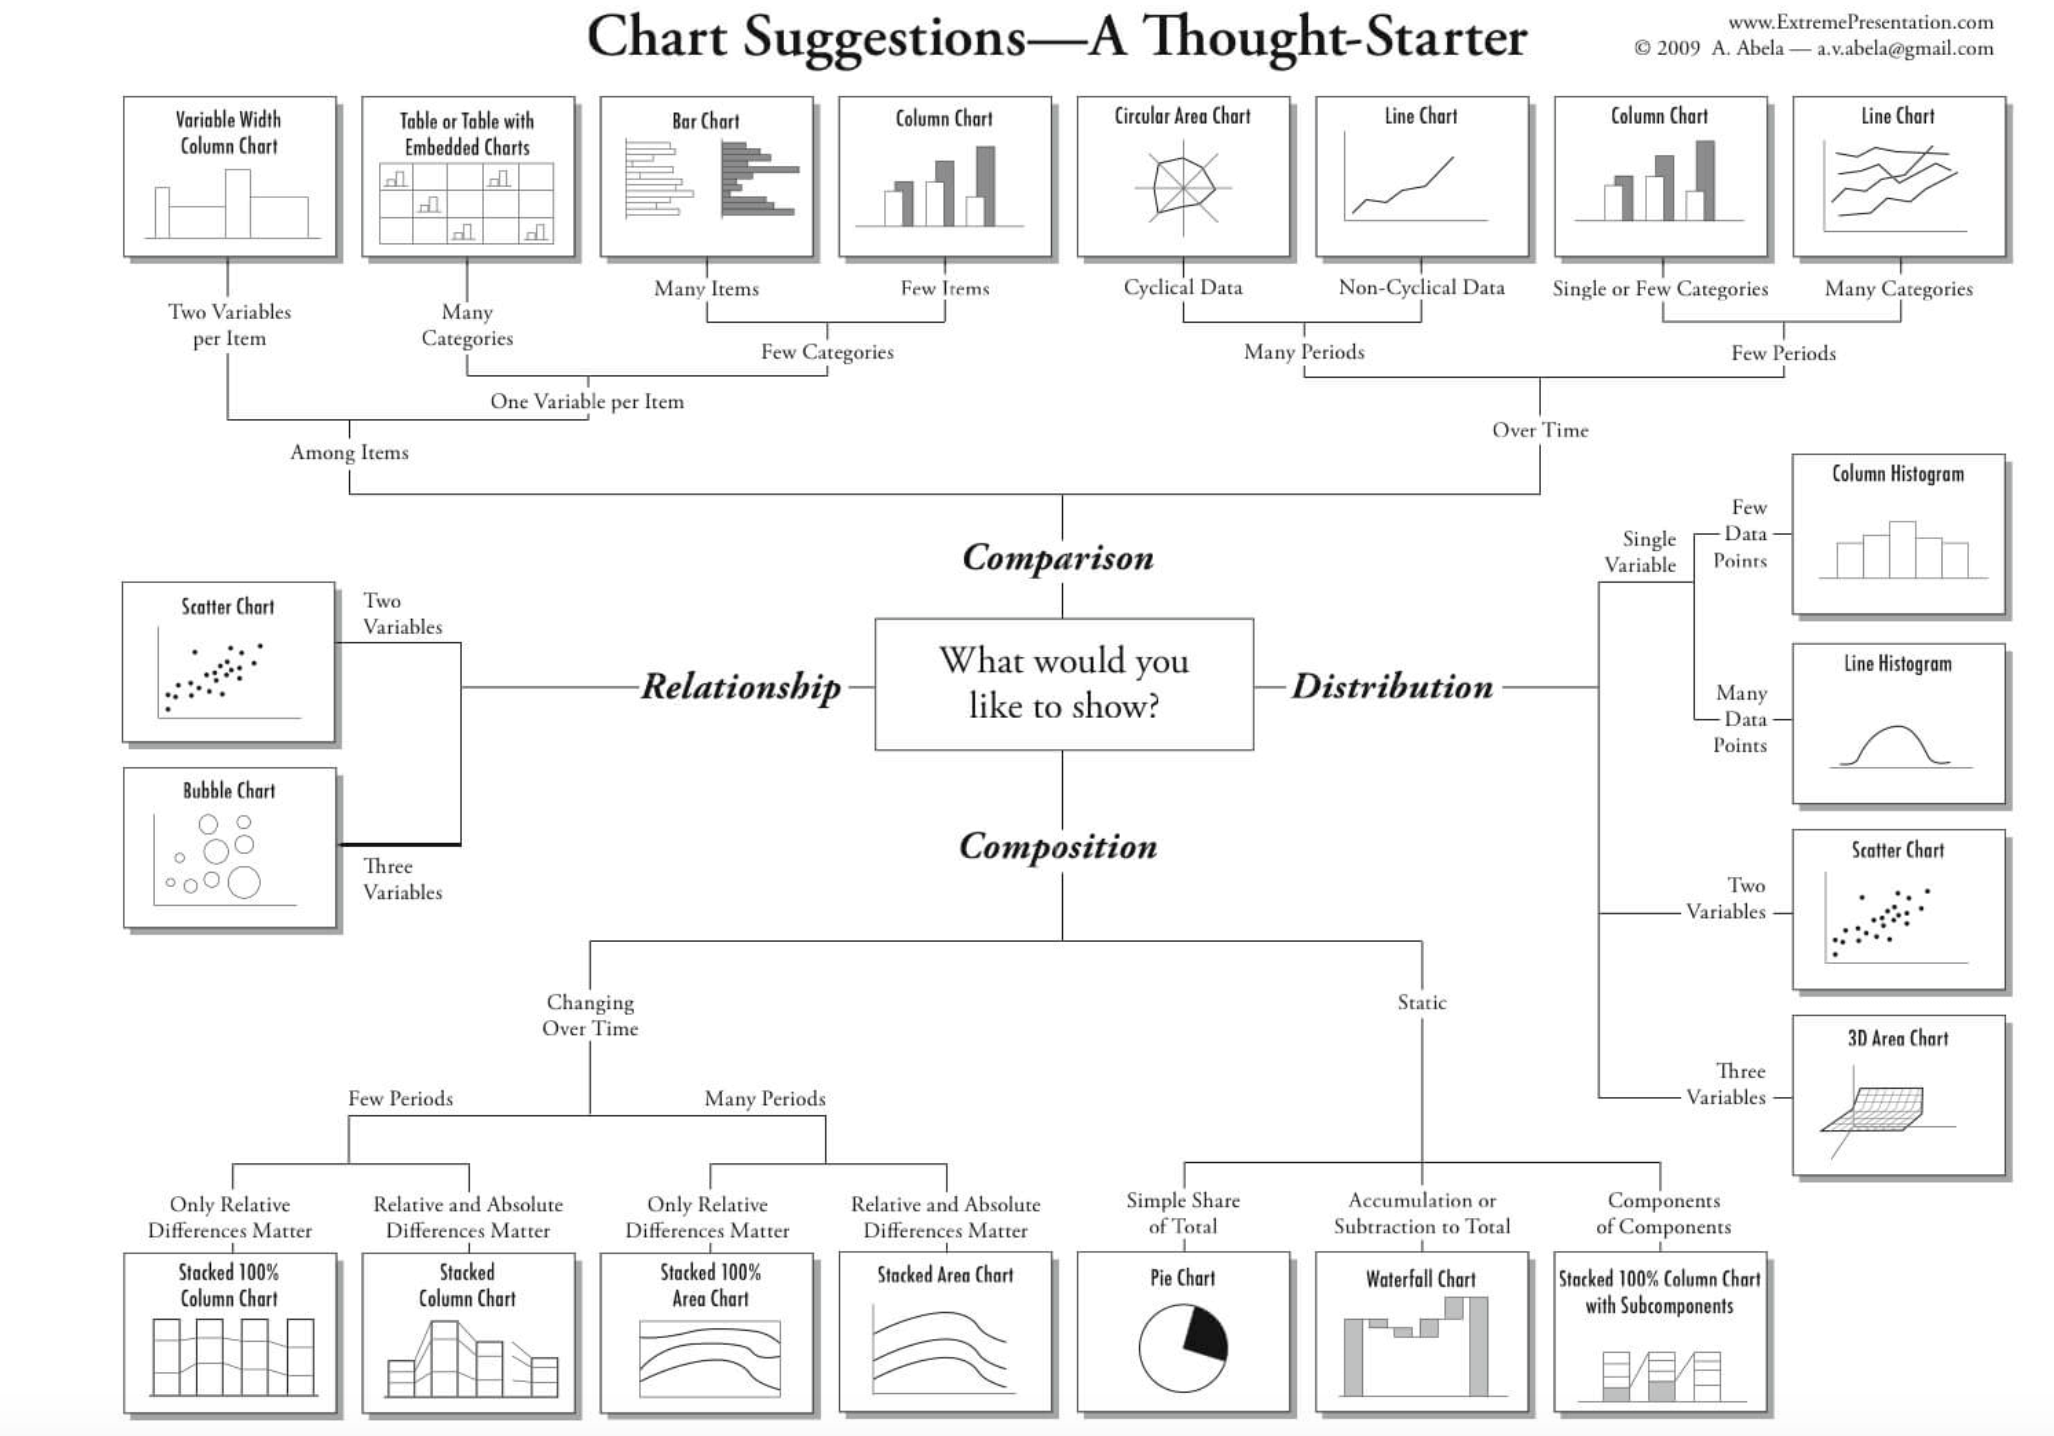 Chart Suggestions—A Thought-Starter
www.ExtremePresentation.com
© 2009 A. Abela — a.v.abela@gmail.com
Variable Width
Column Chart
Table or Table with
Embedded Charts
Bar Chart
Column Chart
Circular Area Chart
Line Chart
Column Chart
Line Chart
Two Variables
per Item
Many
Categories
Many Items
Few Items
Cyclical Data
Non-Cyclical Data
Single or Few Categories
Many Categories
Few Categories
Many Periods
Few Periods
One Variable per Item
Among Items
Over Time
Comparison
What would you
like to show?
Relationship
Two
Variables
Scatter Chart
Three
Variables
Bubble Chart
Distribution
Single
Variable
Few
Data
Points
Column Histogram
Many
Data
Points
Line Histogram
Two
Variables
Scatter Chart
Three
Variables
3D Area Chart
Composition
Changing
Over Time
Static
Few Periods
Many Periods
Only Relative
Differences Matter
Relative and Absolute
Differences Matter
Only Relative
Differences Matter
Relative and Absolute
Differences Matter
Simple Share
of Total
Accumulation or
Subtraction to Total
Components
of Components
Stacked 100%
Column Chart
Stacked
Column Chart
Stacked 100%
Area Chart
Stacked Area Chart
Pie Chart
Waterfall Chart
Stacked 100% Column Chart
with Subcomponents